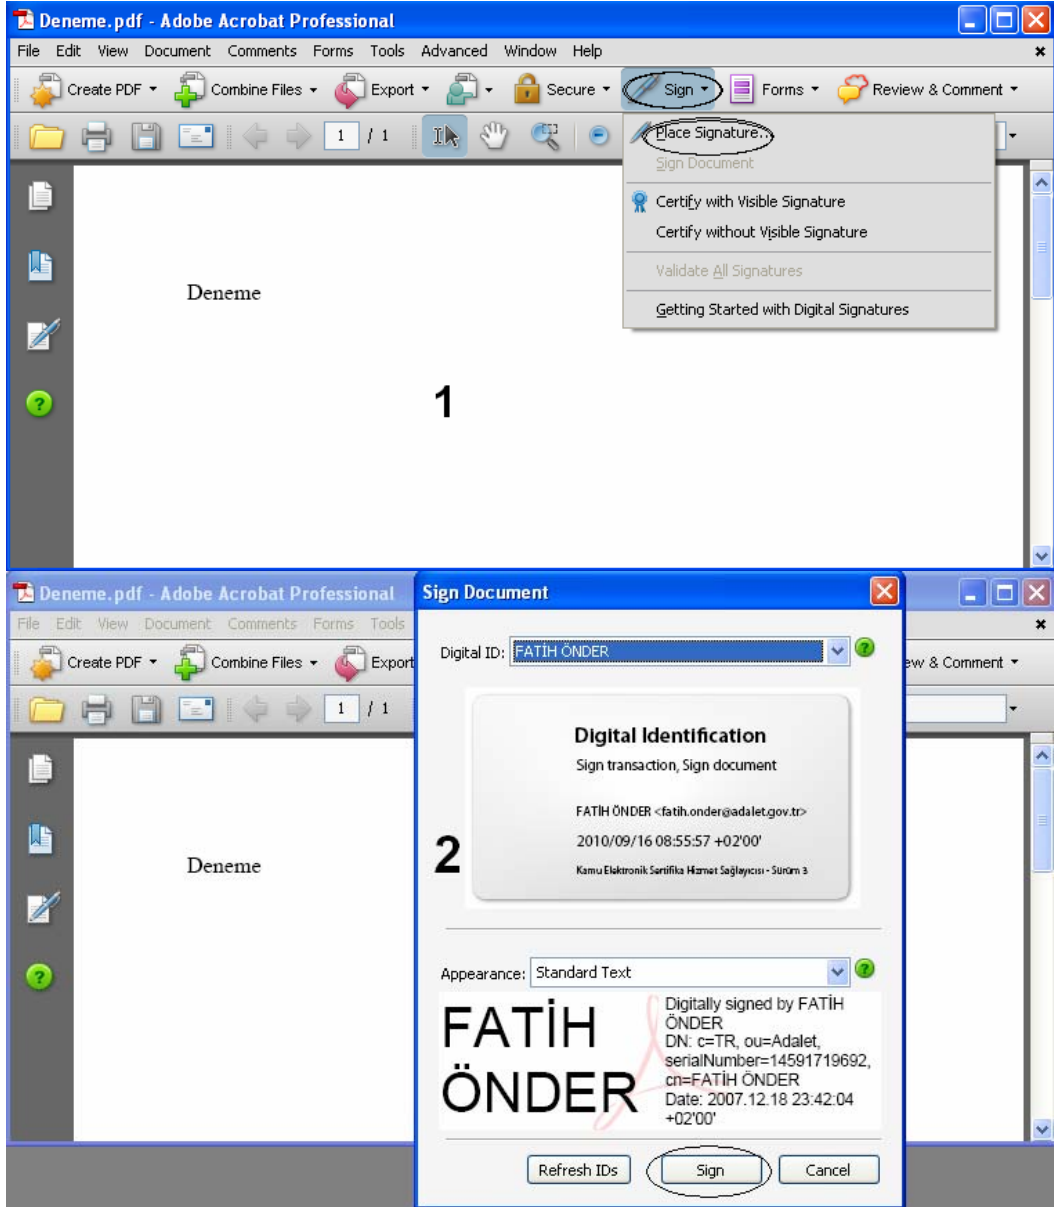 Deneme.pdf - Adobe Acrobat Professional
File Edit View Document Comments Forms Tools Advanced Window Help
Create PDF Combine Files Export Secure Sign Forms Review & Comment
1 / 1
Place Signature...
Sign Document
Certify with Visible Signature
Certify without Visible Signature
Validate All Signatures
Getting Started with Digital Signatures
Deneme
1
Deneme.pdf - Adobe Acrobat Professional
File Edit View Document Comments Forms Tools
Create PDF Combine Files Export
ew & Comment
1 / 1
Deneme
2
Sign Document
Digital ID: FATİH ÖNDER
Digital Identification
Sign transaction, Sign document
FATİH ÖNDER <fatih.onder@adalet.gov.tr>
2010/09/16 08:55:57 +02'00'
Kamu Elektronik Sertifika Hizmet Sağlayıcısı - Sürüm 3
Appearance: Standard Text
FATİH
ÖNDER
Digitally signed by FATİH
ÖNDER
DN: c=TR, ou=Adalet,
serialNumber=14591719692,
cn=FATİH ÖNDER
Date: 2007.12.18 23:42:04
+02'00'
Refresh IDs Sign Cancel